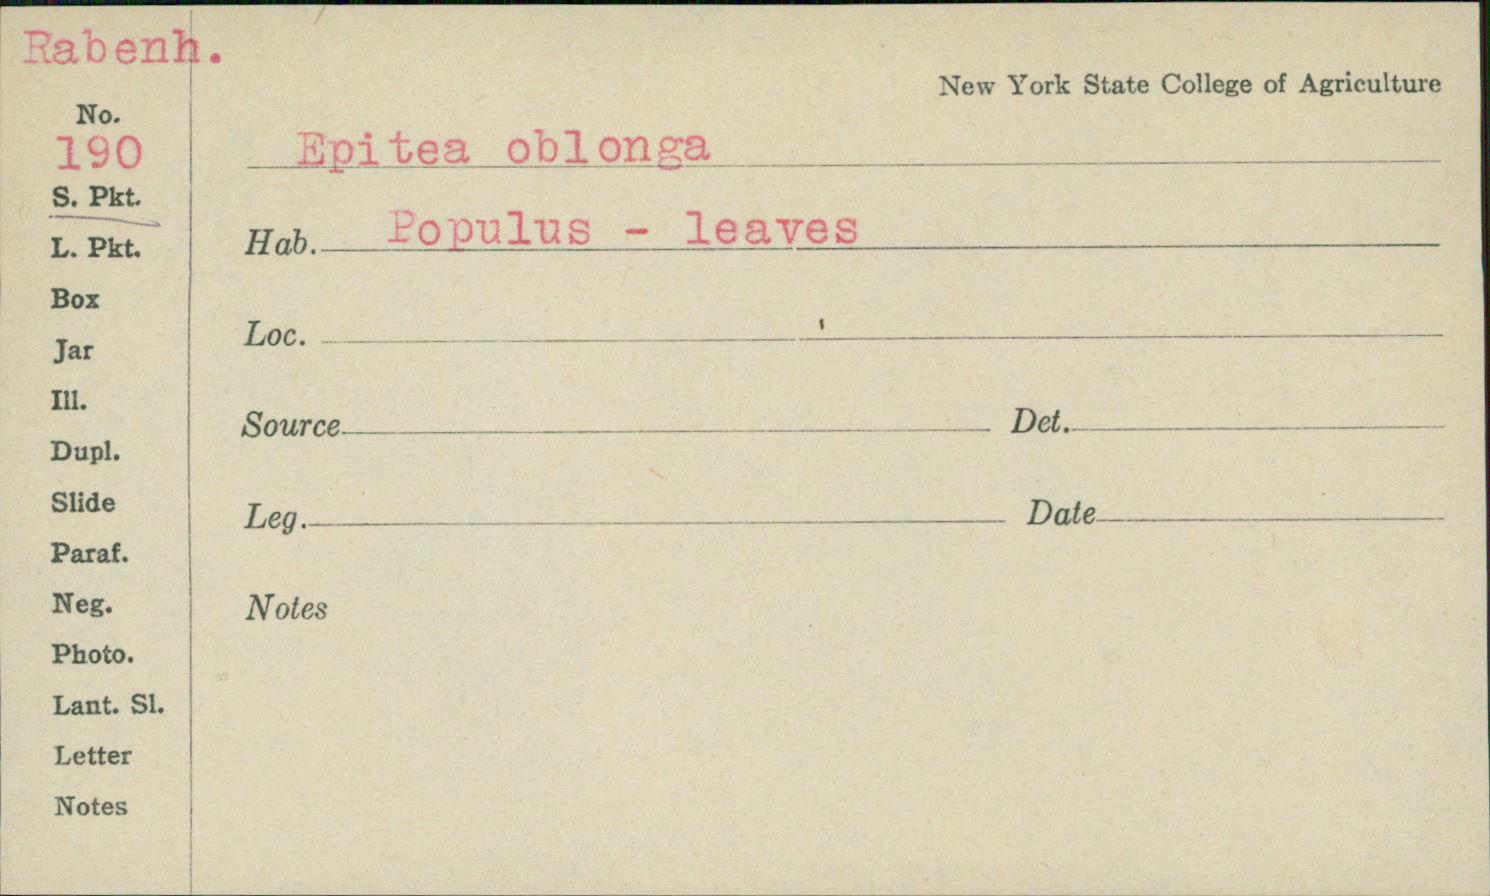 Rabenh.
New York State College of Agriculture
No.
190
Epitea oblonga
S. Pkt.
Hab. Populus - leaves
L. Pkt.
Box
Loc.
Jar
Ill.
Source Det.
Dupl.
Slide
Leg. Date
Paraf.
Neg.
Notes
Photo.
Lant. Sl.
Letter
Notes